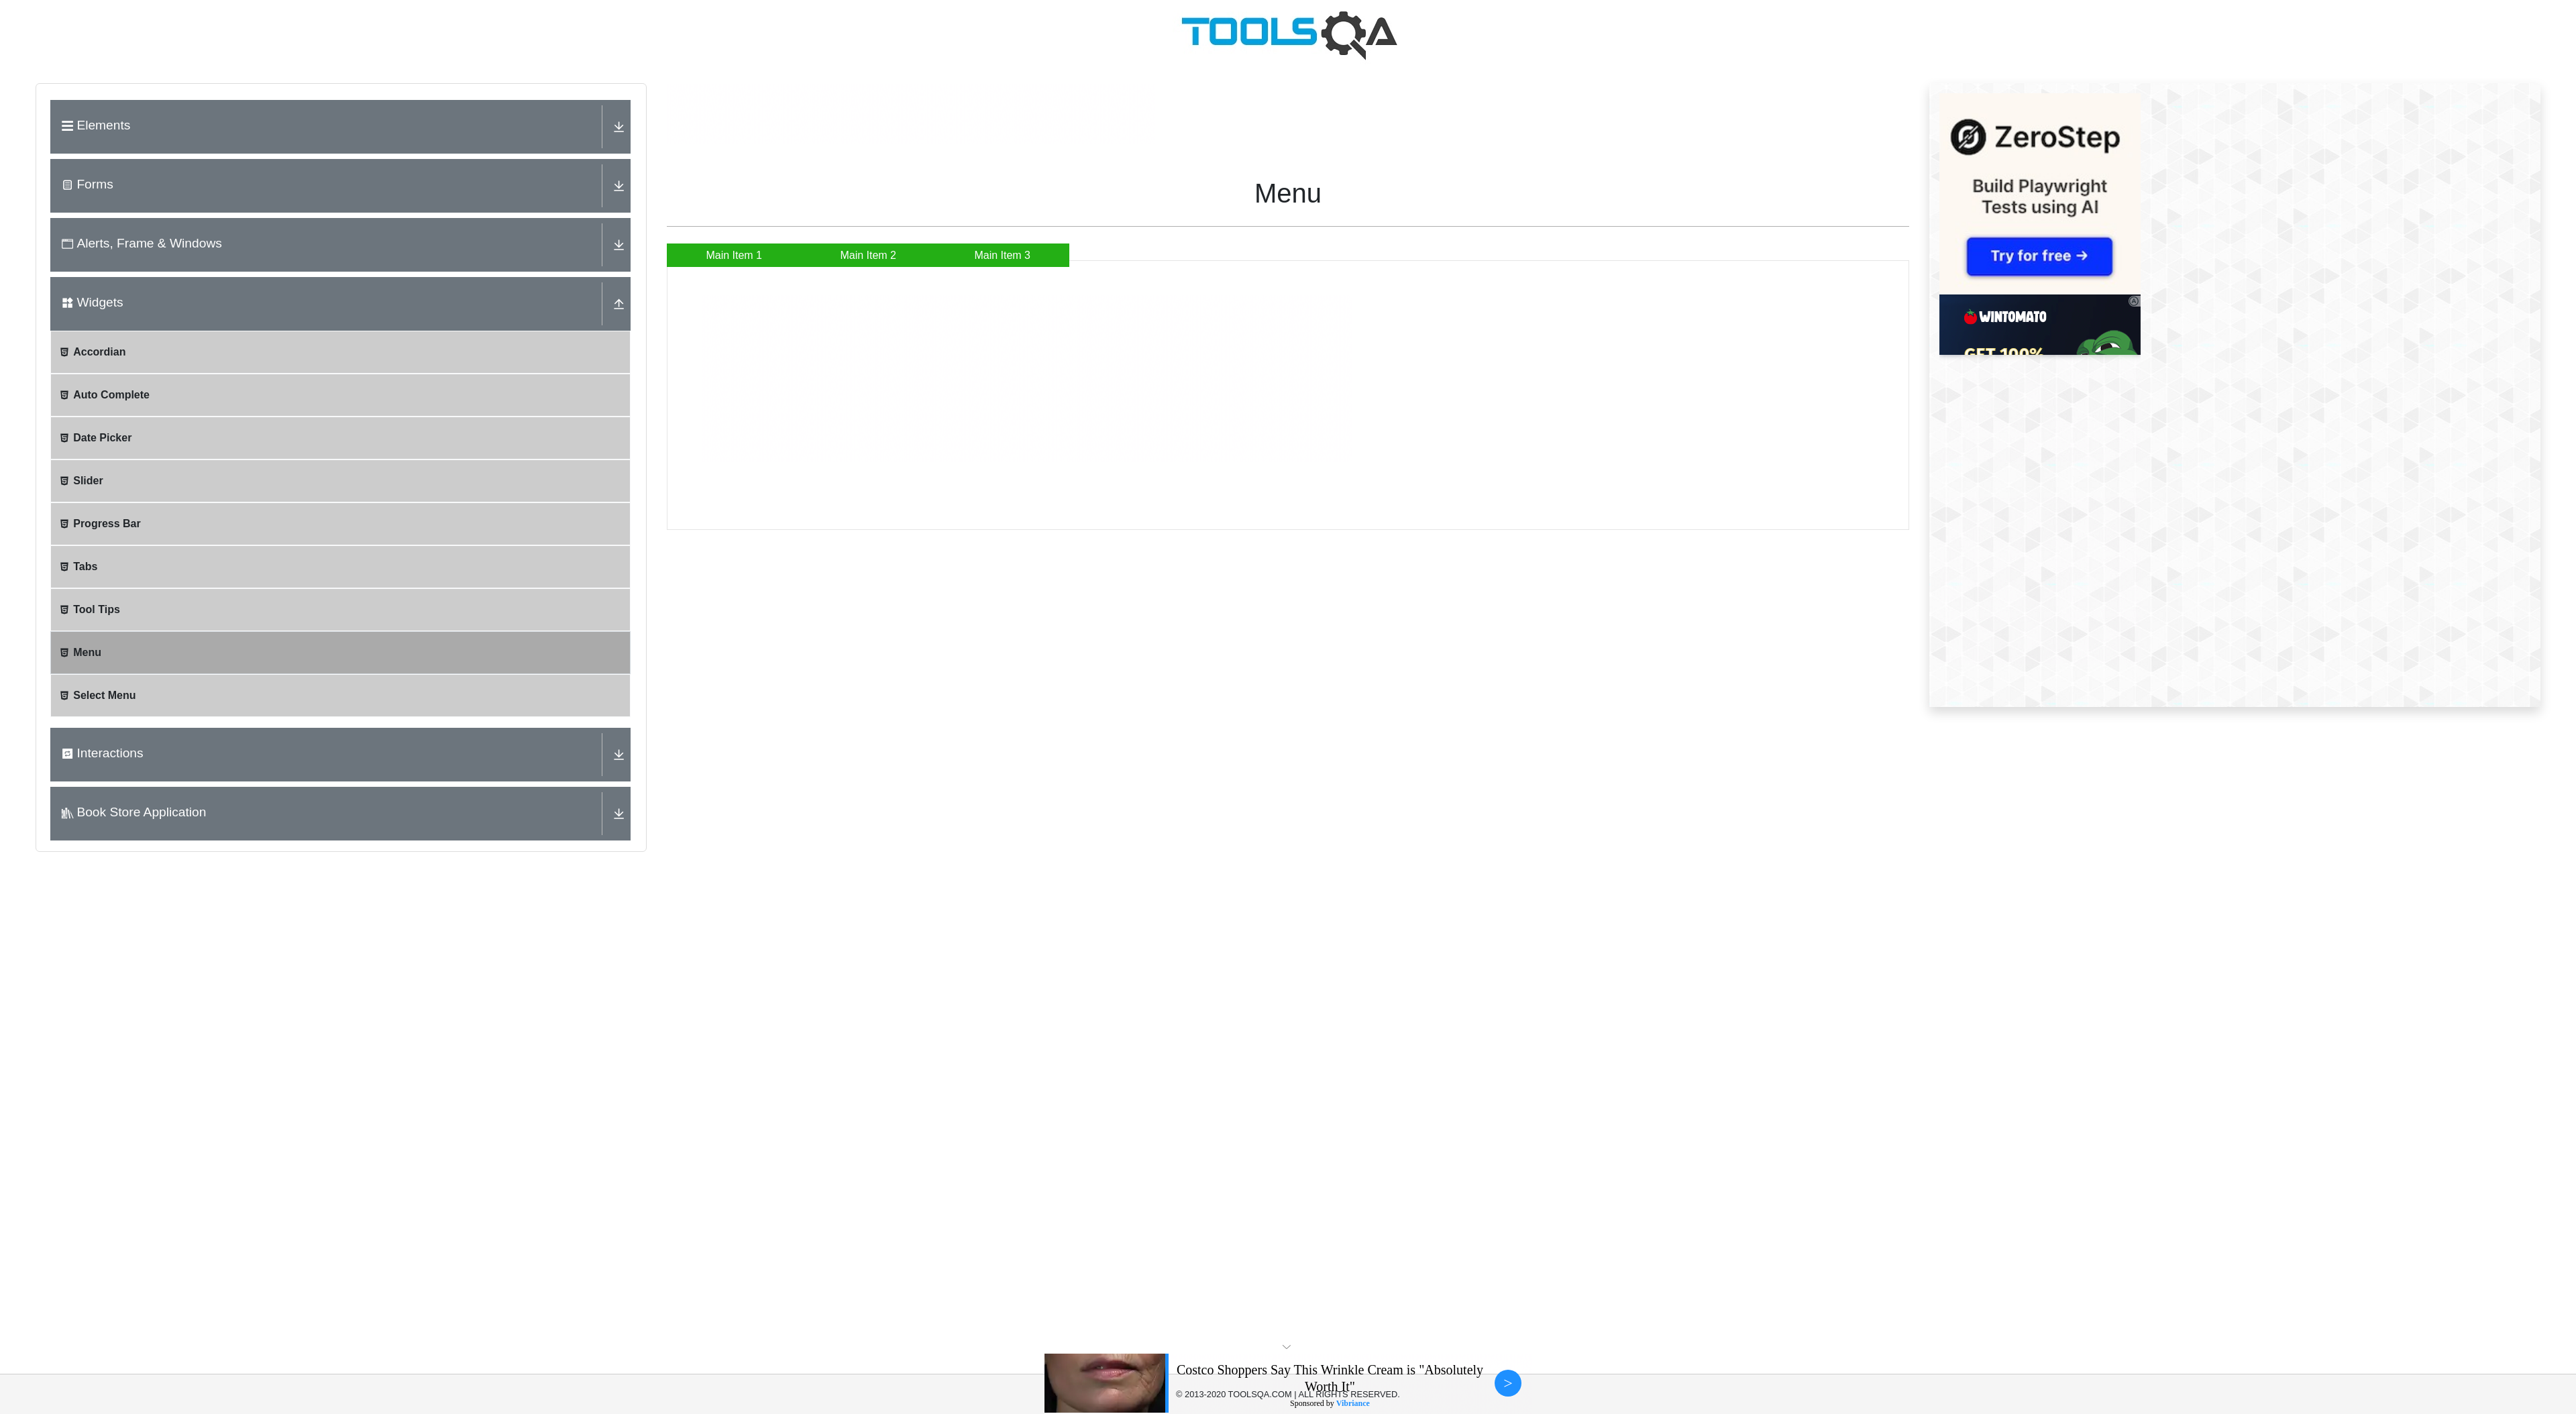 TOOLSQA
Elements
Forms
Alerts, Frame & Windows
Widgets
Accordian
Auto Complete
Date Picker
Slider
Progress Bar
Tabs
Tool Tips
Menu
Select Menu
Interactions
Book Store Application
Menu
Main Item 1
Main Item 2
Main Item 3
ZeroStep
Build Playwright
Tests using AI
Try for free →
WINTOMATO
GET 100%
Costco Shoppers Say This Wrinkle Cream is "Absolutely
Worth It"
© 2013-2020 TOOLSQA.COM | ALL RIGHTS RESERVED.
Sponsored by Vibriance
>